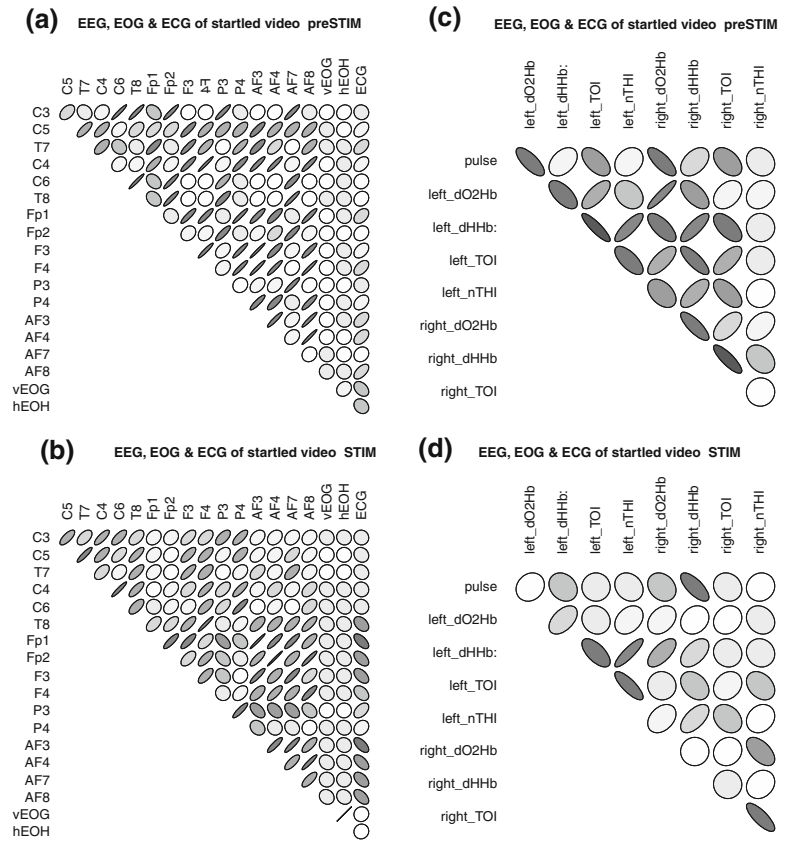 (a) EEG, EOG & ECG of startled video preSTIM
C5 T7 C4 C6 T8 Fp1 Fp2 F3 F4 P3 P4 AF3 AF4 AF7 AF8 vEOG hEOH ECG
C3
C5
T7
C4
C6
T8
Fp1
Fp2
F3
F4
P3
P4
AF3
AF4
AF7
AF8
vEOG
hEOH
(c) EEG, EOG & ECG of startled video preSTIM
left_dO2Hb left_dHHb: left_TOI left_nTHI right_dO2Hb right_dHHb right_TOI right_nTHI
pulse
left_dO2Hb
left_dHHb:
left_TOI
left_nTHI
right_dO2Hb
right_dHHb
right_TOI
(b) EEG, EOG & ECG of startled video STIM
C5 T7 C4 C6 T8 Fp1 Fp2 F3 F4 P3 P4 AF3 AF4 AF7 AF8 vEOG hEOH ECG
C3
C5
T7
C4
C6
T8
Fp1
Fp2
F3
F4
P3
P4
AF3
AF4
AF7
AF8
vEOG
hEOH
(d) EEG, EOG & ECG of startled video STIM
left_dO2Hb left_dHHb: left_TOI left_nTHI right_dO2Hb right_dHHb right_TOI right_nTHI
pulse
left_dO2Hb
left_dHHb:
left_TOI
left_nTHI
right_dO2Hb
right_dHHb
right_TOI